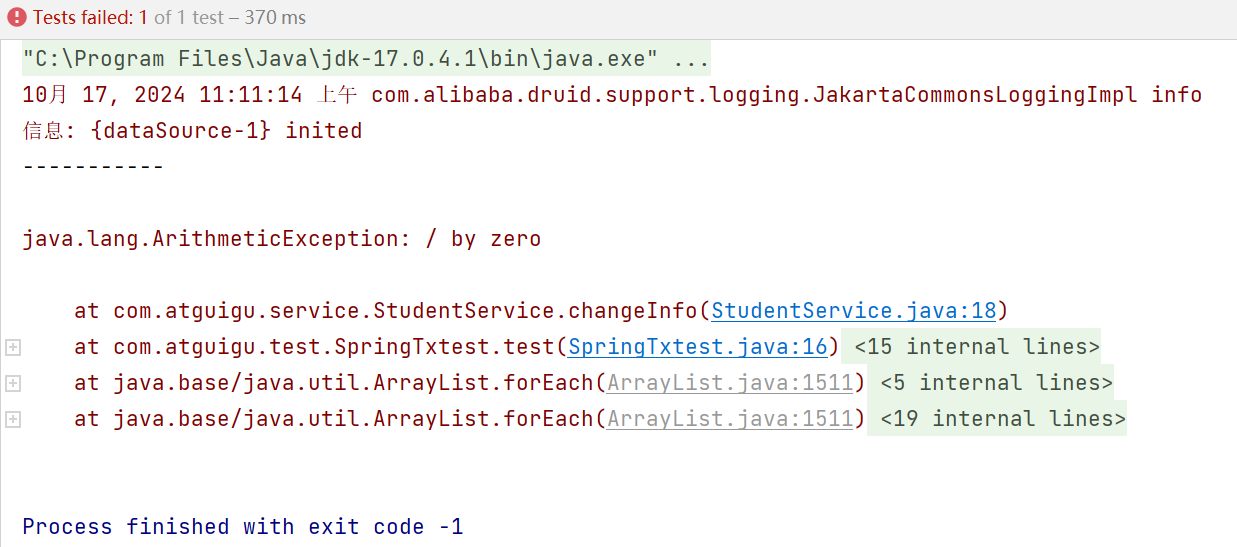 Tests failed: 1 of 1 test – 370 ms
"C:\Program Files\Java\jdk-17.0.4.1\bin\java.exe" ...
10月 17, 2024 11:11:14 上午 com.alibaba.druid.support.logging.JakartaCommonsLoggingImpl info
信息: {dataSource-1} inited
-----------
java.lang.ArithmeticException: / by zero
at com.atguigu.service.StudentService.changeInfo(StudentService.java:18)
at com.atguigu.test.SpringTxtest.test(SpringTxtest.java:16) <15 internal lines>
at java.base/java.util.ArrayList.forEach(ArrayList.java:1511) <5 internal lines>
at java.base/java.util.ArrayList.forEach(ArrayList.java:1511) <19 internal lines>
Process finished with exit code -1